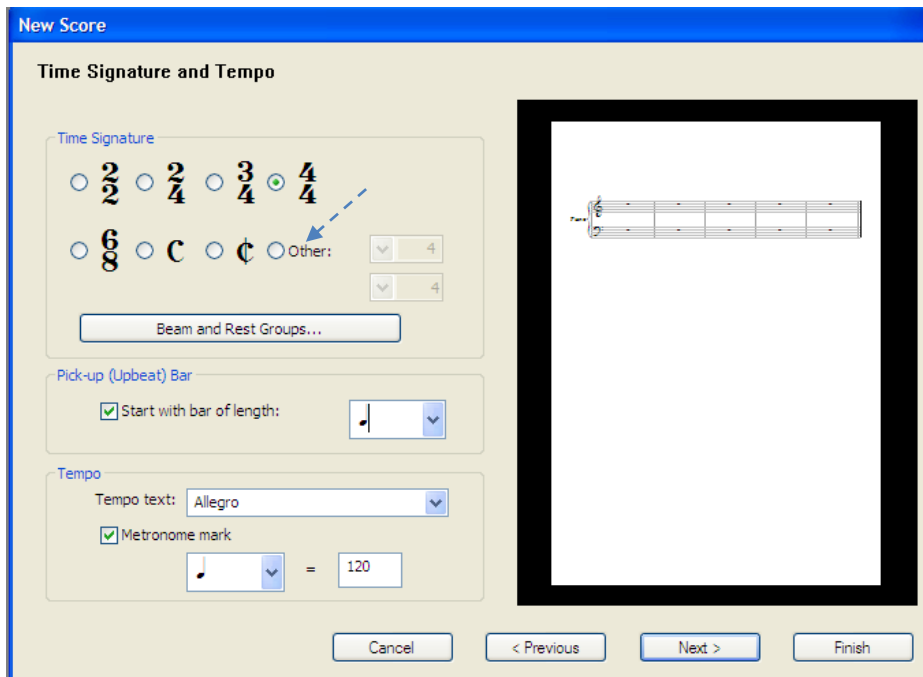 New Score
Time Signature and Tempo
Time Signature
2/2 2/4 3/4 4/4
6/8 C ¢ Other: 4
4
Beam and Rest Groups...
Pick-up (Upbeat) Bar
Start with bar of length:
Tempo
Tempo text: Allegro
Metronome mark
= 120
Cancel < Previous Next > Finish